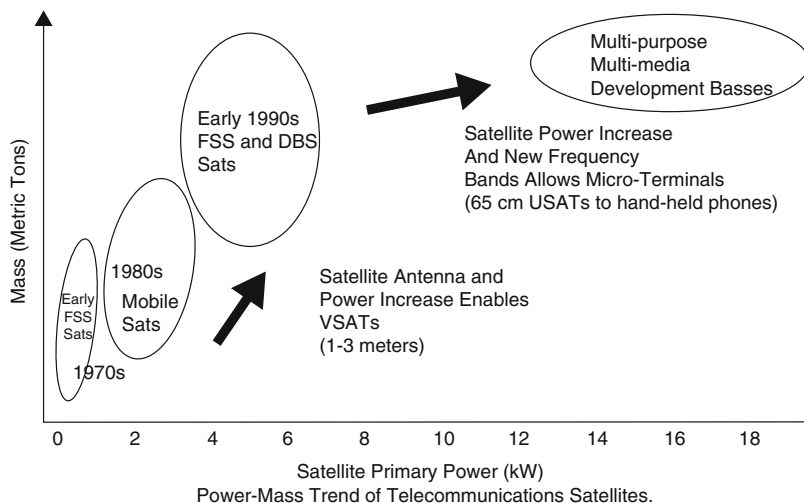 Mass (Metric Tons)
Early
FSS
Sats
1970s
1980s
Mobile
Sats
Early 1990s
FSS and DBS
Sats
Multi-purpose
Multi-media
Development Basses
Satellite Power Increase
And New Frequency
Bands Allows Micro-Terminals
(65 cm USATs to hand-held phones)
Satellite Antenna and
Power Increase Enables
VSATs
(1-3 meters)
0 2 4 6 8 10 12 14 16 18
Satellite Primary Power (kW)
Power-Mass Trend of Telecommunications Satellites.